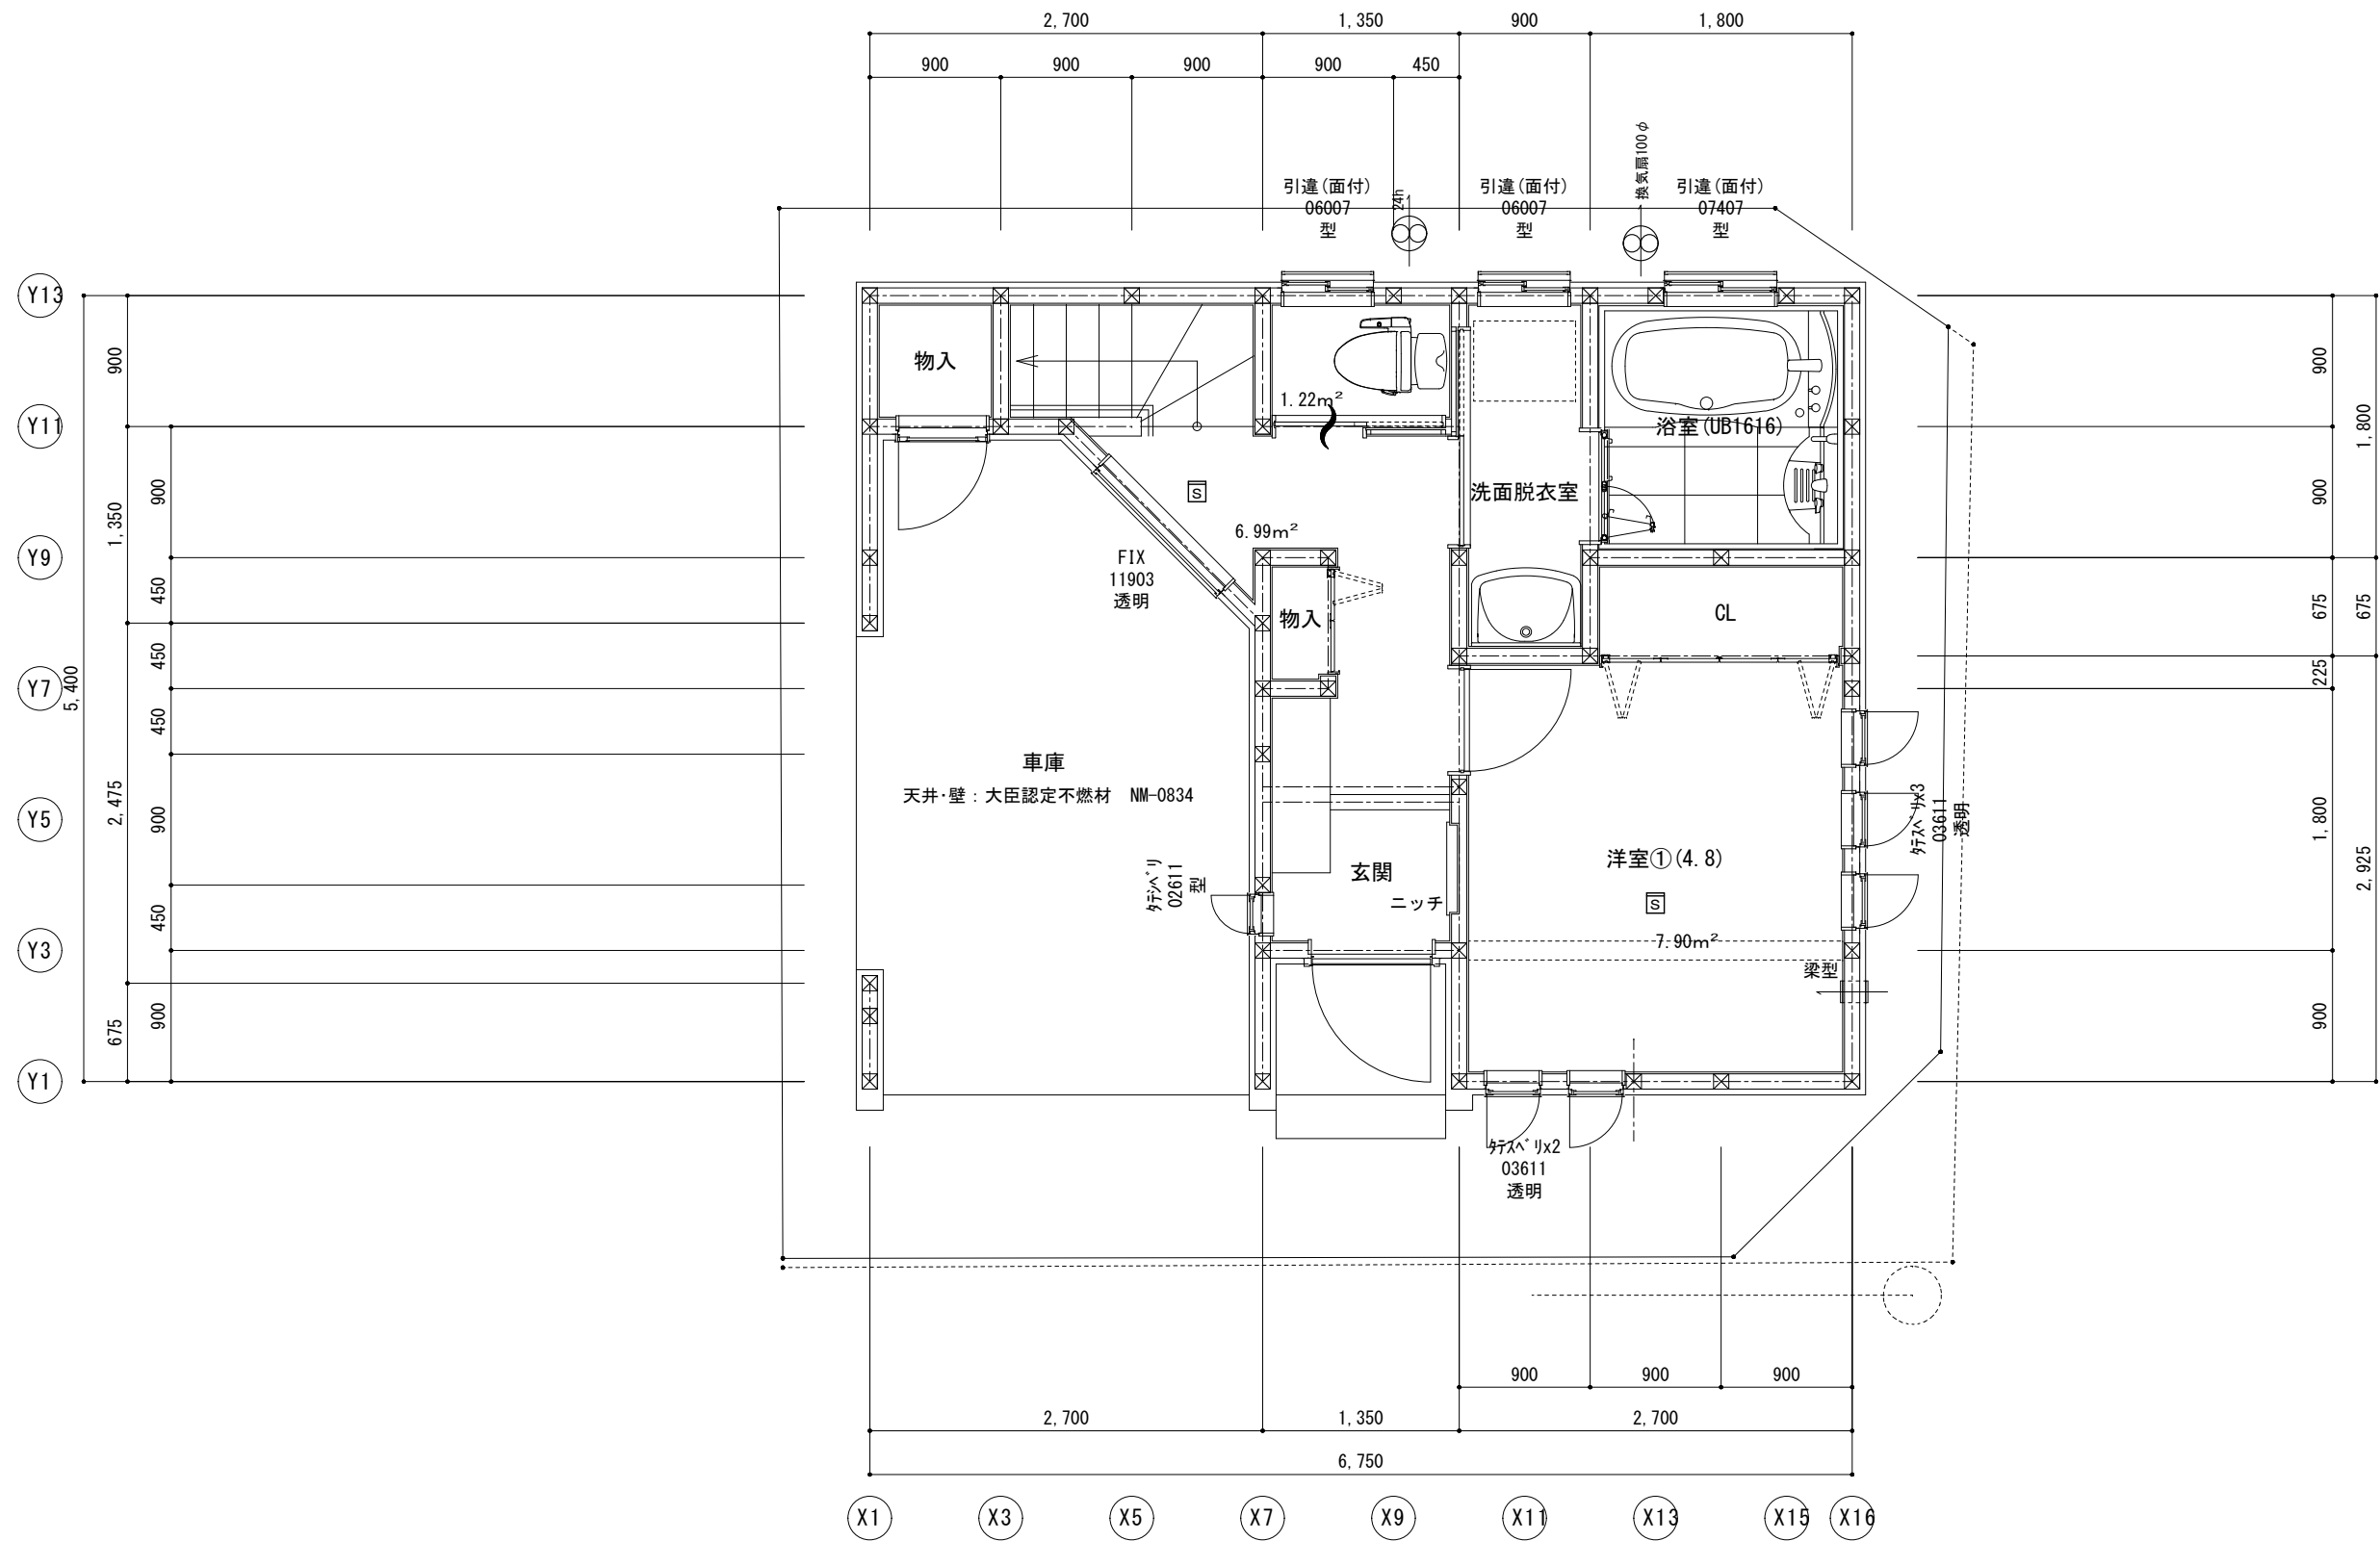 2,700
1,350
900
1,800
900
900
900
900
450
引違(面付)
06007
型
24h
引違(面付)
06007
型
換気扇100φ
引違(面付)
07407
型
Y13
Y11
Y9
Y7
Y5
Y3
Y1
5,400
900
1,350
2,475
675
900
450
450
450
900
450
900
物入
1.22m²
浴室(UB1616)
洗面脱衣室
S
6.99m²
FIX
11903
透明
物入
CL
車庫
天井・壁:大臣認定不燃材 NM-0834
ﾀﾃｼﾍﾞﾘ
02611
型
玄関
ニッチ
洋室①(4.8)
S
7.90m²
梁型
ﾀﾃｽﾍﾞﾘx3
03611
透明
ﾀﾃｽﾍﾞﾘx2
03611
透明
900
900
675
225
1,800
900
1,800
675
2,925
900
900
900
2,700
1,350
2,700
6,750
X1
X3
X5
X7
X9
X11
X13
X15
X16